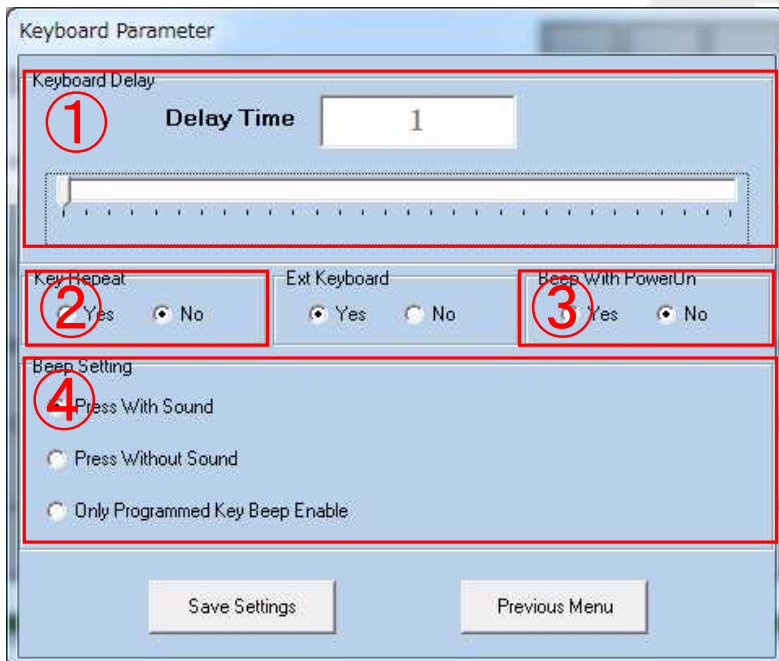 Keyboard Parameter
Keyboard Delay
①
Delay Time 1
Key Repeat Ext Keyboard Beep With PowerOn
② Yes No Yes No ③ Yes No
Beep Setting
④ Press With Sound
Press Without Sound
Only Programmed Key Beep Enable
Save Settings Previous Menu